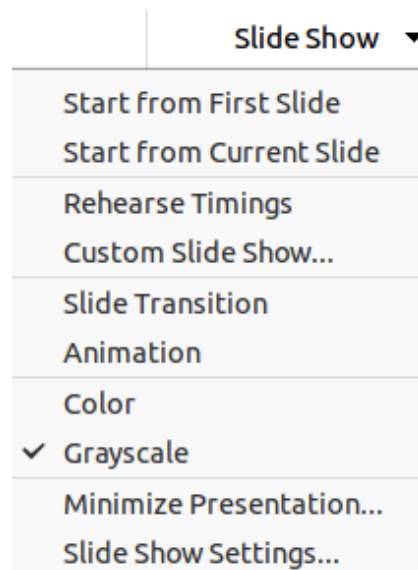 Slide Show
Start from First Slide
Start from Current Slide
Rehearse Timings
Custom Slide Show...
Slide Transition
Animation
Color
Grayscale
Minimize Presentation...
Slide Show Settings...